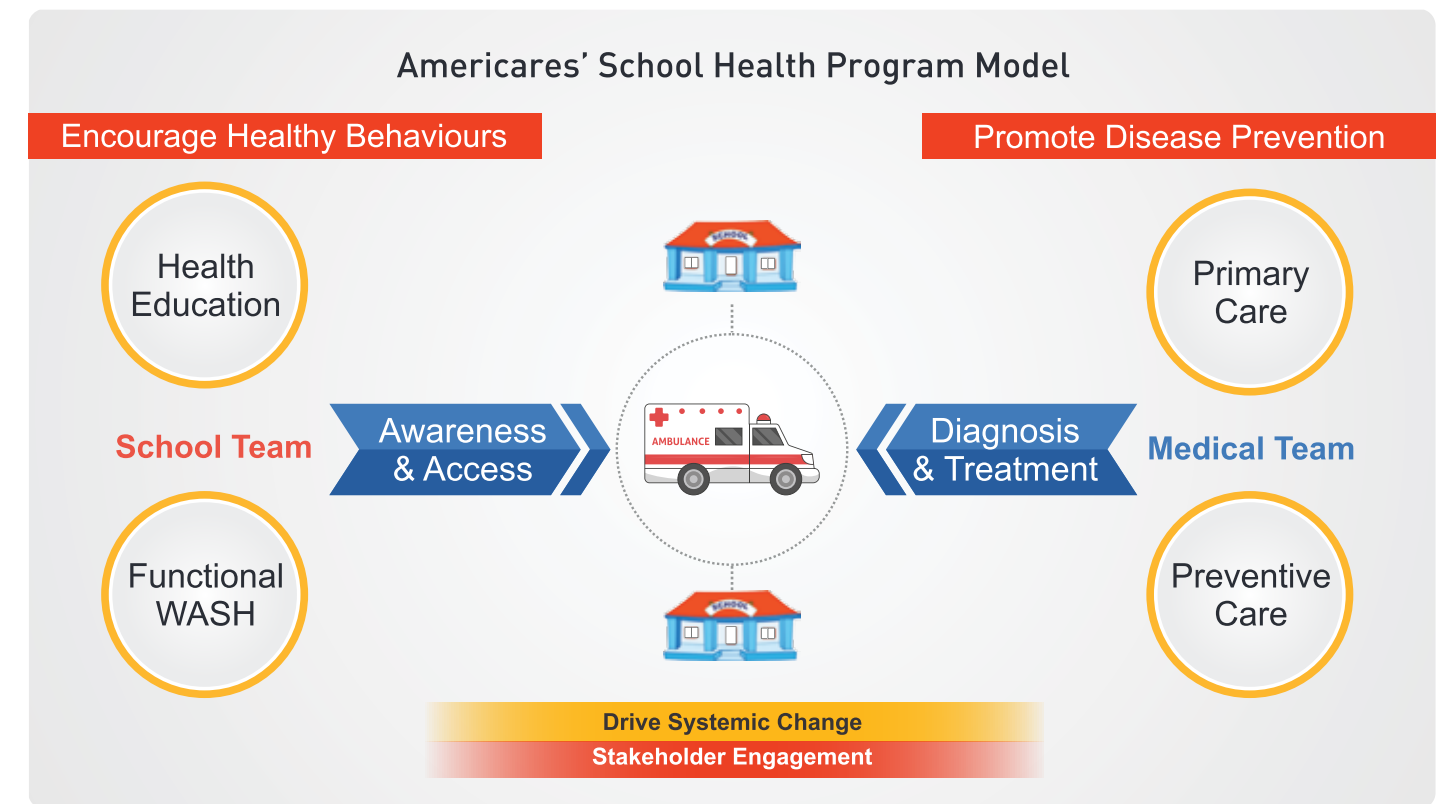 Americares’ School Health Program Model
Encourage Healthy Behaviours
Promote Disease Prevention
Health
Education
SCHOOL
Primary
Care
School Team
Awareness
& Access
AMBULANCE
Diagnosis
& Treatment
Medical Team
Functional
WASH
SCHOOL
Preventive
Care
Drive Systemic Change
Stakeholder Engagement